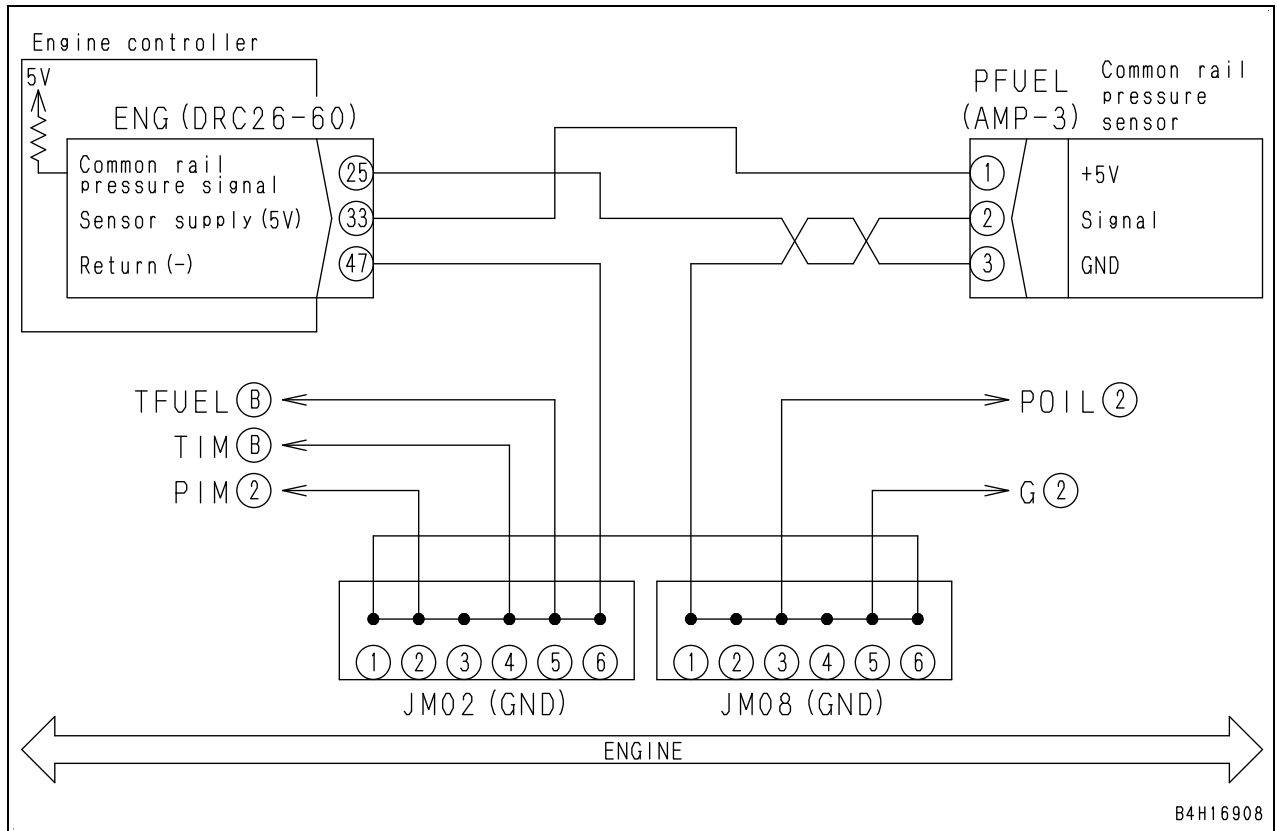 Engine controller
5V
ENG (DRC26-60)
Common rail
pressure signal
25
Sensor supply (5V)
33
Return (-)
47
PFUEL
(AMP-3)
Common rail
pressure
sensor
1
+5V
2
Signal
3
GND
TFUEL B
TIM B
PIM 2
POIL 2
G 2
1 2 3 4 5 6
JM02 (GND)
1 2 3 4 5 6
JM08 (GND)
ENGINE
B4H16908